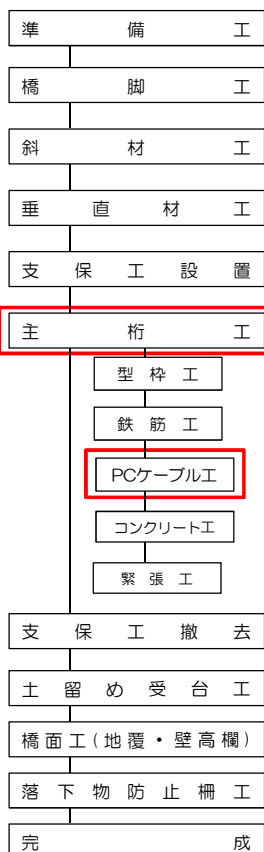 準備工
橋脚工
斜材工
垂直材工
支保工設置
主桁工
型枠工
鉄筋工
PCケーブル工
コンクリート工
緊張工
支保工撤去
土留め受台工
橋面工(地覆・壁高欄)
落下物防止柵工
完成